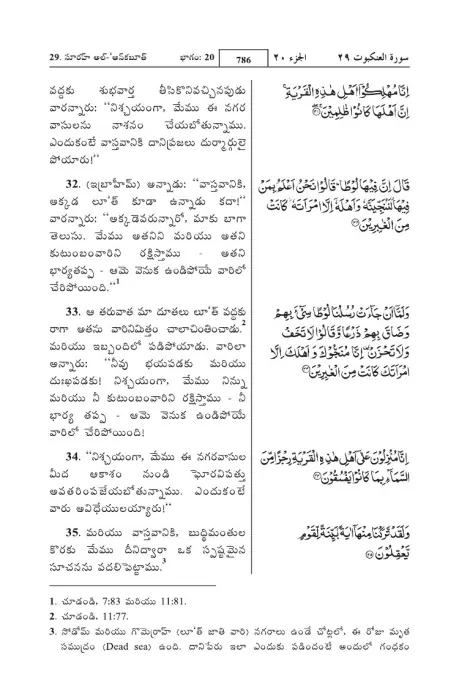 29. సూరహ్ అల్-'అన్కబూత్ భాగం: 20 786 الجزء ٢٠ سورة العنكبوت ٢٩
వద్దకు శుభవార్త తీసికొనివచ్చినపుడు
వారన్నారు: "నిశ్చయంగా, మేము ఈ నగర
వాసులను నాశనం చేయబోతున్నాము.
ఎందుకంటే వాస్తవానికి దాని ప్రజలు దుర్మార్గులై
పోయారు!"
إِنَّا مُهْلِكُوٓا۟ أَهْلِ هَٰذِهِ ٱلْقَرْيَةِ ۖ
إِنَّ أَهْلَهَا كَانُوا۟ ظَٰلِمِينَ ۝٣١
32. (ఇబ్రాహీమ్) అన్నాడు: "వాస్తవానికి,
అక్కడ లూ'త్ కూడా ఉన్నాడు కదా!"
వారన్నారు: "అక్కడెవరున్నారో, మాకు బాగా
తెలుసు. మేము అతనిని మరియు అతని
కుటుంబంవారిని రక్షిస్తాము - అతని
భార్యతప్ప - ఆమె వెనుక ఉండిపోయే వారిలో
చేరిపోయింది."1
قَالَ إِنَّ فِيهَا لُوطًا ۚ قَالُوا۟ نَحْنُ أَعْلَمُ بِمَن
فِيهَا ۖ لَنُنَجِّيَنَّهُۥ وَأَهْلَهُۥٓ إِلَّا ٱمْرَأَتَهُۥ كَانَتْ
مِنَ ٱلْغَٰبِرِينَ ۝٣٢
33. ఆ తరువాత మా దూతలు లూ'త్ వద్దకు
రాగా అతను వారినిమిత్తం చాలాచింతించాడు.2
మరియు ఇబ్బందిలో పడిపోయాడు. వారిలా
అన్నారు: "నీవు భయపడకు మరియు
దుఃఖపడకు! నిశ్చయంగా, మేము నిన్ను
మరియు నీ కుటుంబంవారిని రక్షిస్తాము - నీ
భార్య తప్ప - ఆమె వెనుక ఉండిపోయే
వారిలో చేరిపోయింది!
وَلَمَّآ أَن جَآءَتْ رُسُلُنَا لُوطًا سِىٓءَ بِهِمْ
وَضَاقَ بِهِمْ ذَرْعًا وَقَالُوا۟ لَا تَخَفْ
وَلَا تَحْزَنْ ۖ إِنَّا مُنَجُّوكَ وَأَهْلَكَ إِلَّا
ٱمْرَأَتَكَ كَانَتْ مِنَ ٱلْغَٰبِرِينَ ۝٣٣
34. "నిశ్చయంగా, మేము ఈ నగరవాసుల
మీద ఆకాశం నుండి ఘోరవిపత్తు
అవతరింపజేయబోతున్నాము. ఎందుకంటే
వారు అవిధేయులయ్యారు!"
إِنَّا مُنزِلُونَ عَلَىٰٓ أَهْلِ هَٰذِهِ ٱلْقَرْيَةِ رِجْزًا مِّنَ
ٱلسَّمَآءِ بِمَا كَانُوا۟ يَفْسُقُونَ ۝٣٤
35. మరియు వాస్తవానికి, బుద్ధిమంతుల
కొరకు మేము దీనిద్వారా ఒక స్పష్టమైన
సూచనను వదలిపెట్టాము.3
وَلَقَد تَّرَكْنَا مِنْهَآ ءَايَةًۢ بَيِّنَةً لِّقَوْمٍ
يَعْقِلُونَ ۝٣٥
1. చూడండి, 7:83 మరియు 11:81.
2. చూడండి, 11:77.
3. సోడోమ్ మరియు గొమొర్రాహ్ (లూ'త్ జాతి వారి) నగరాలు ఉండే చోట్లలో, ఈ రోజు మృత
సముద్రం (Dead sea) ఉంది. దానిపేరు ఇలా ఎందుకు పడిందంటే అందులో గంధకం